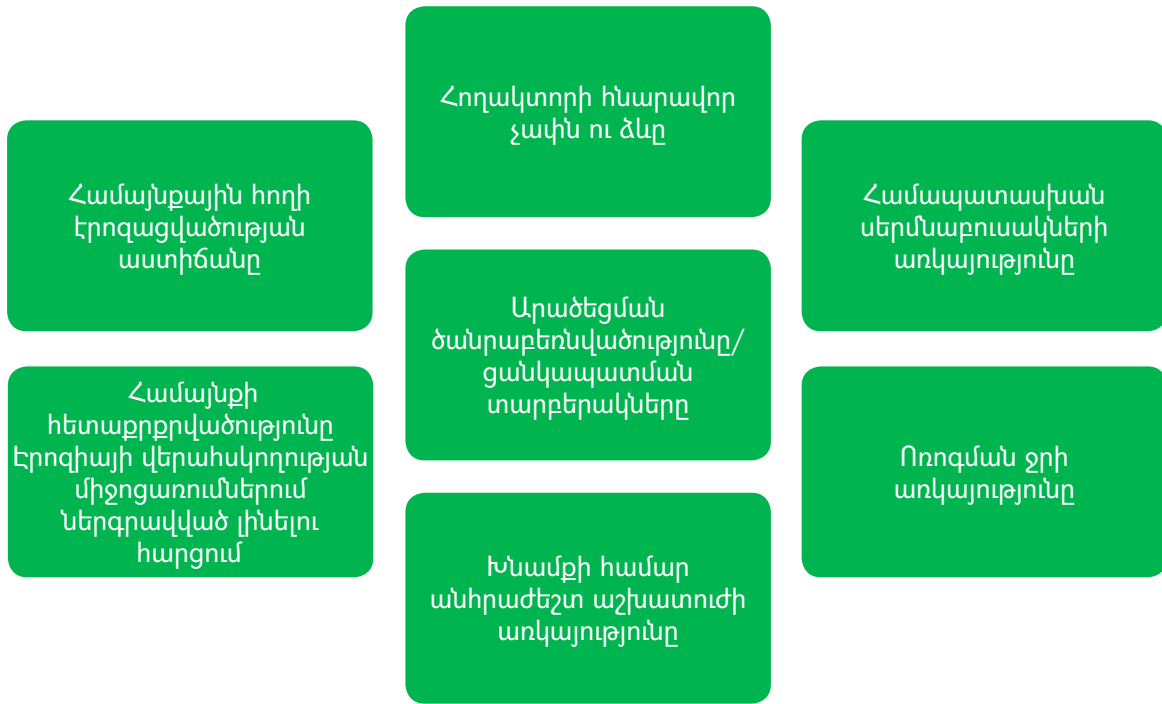 Համայնքային հողի
էրոզացվածության
աստիճանը
Համայնքի
հետաքրքրվածությունը
Էրոզիայի վերահսկողության
միջոցառումներում
ներգրավված լինելու
հարցում
Հողակտորի հնարավոր
չափն ու ձևը
Արածեցման
ծանրաբեռնվածությունը/
ցանկապատման
տարբերակները
Խնամքի համար
անհրաժեշտ աշխատուժի
առկայությունը
Համապատասխան
սերմնաբուսակների
առկայությունը
Ոռոգման ջրի
առկայությունը